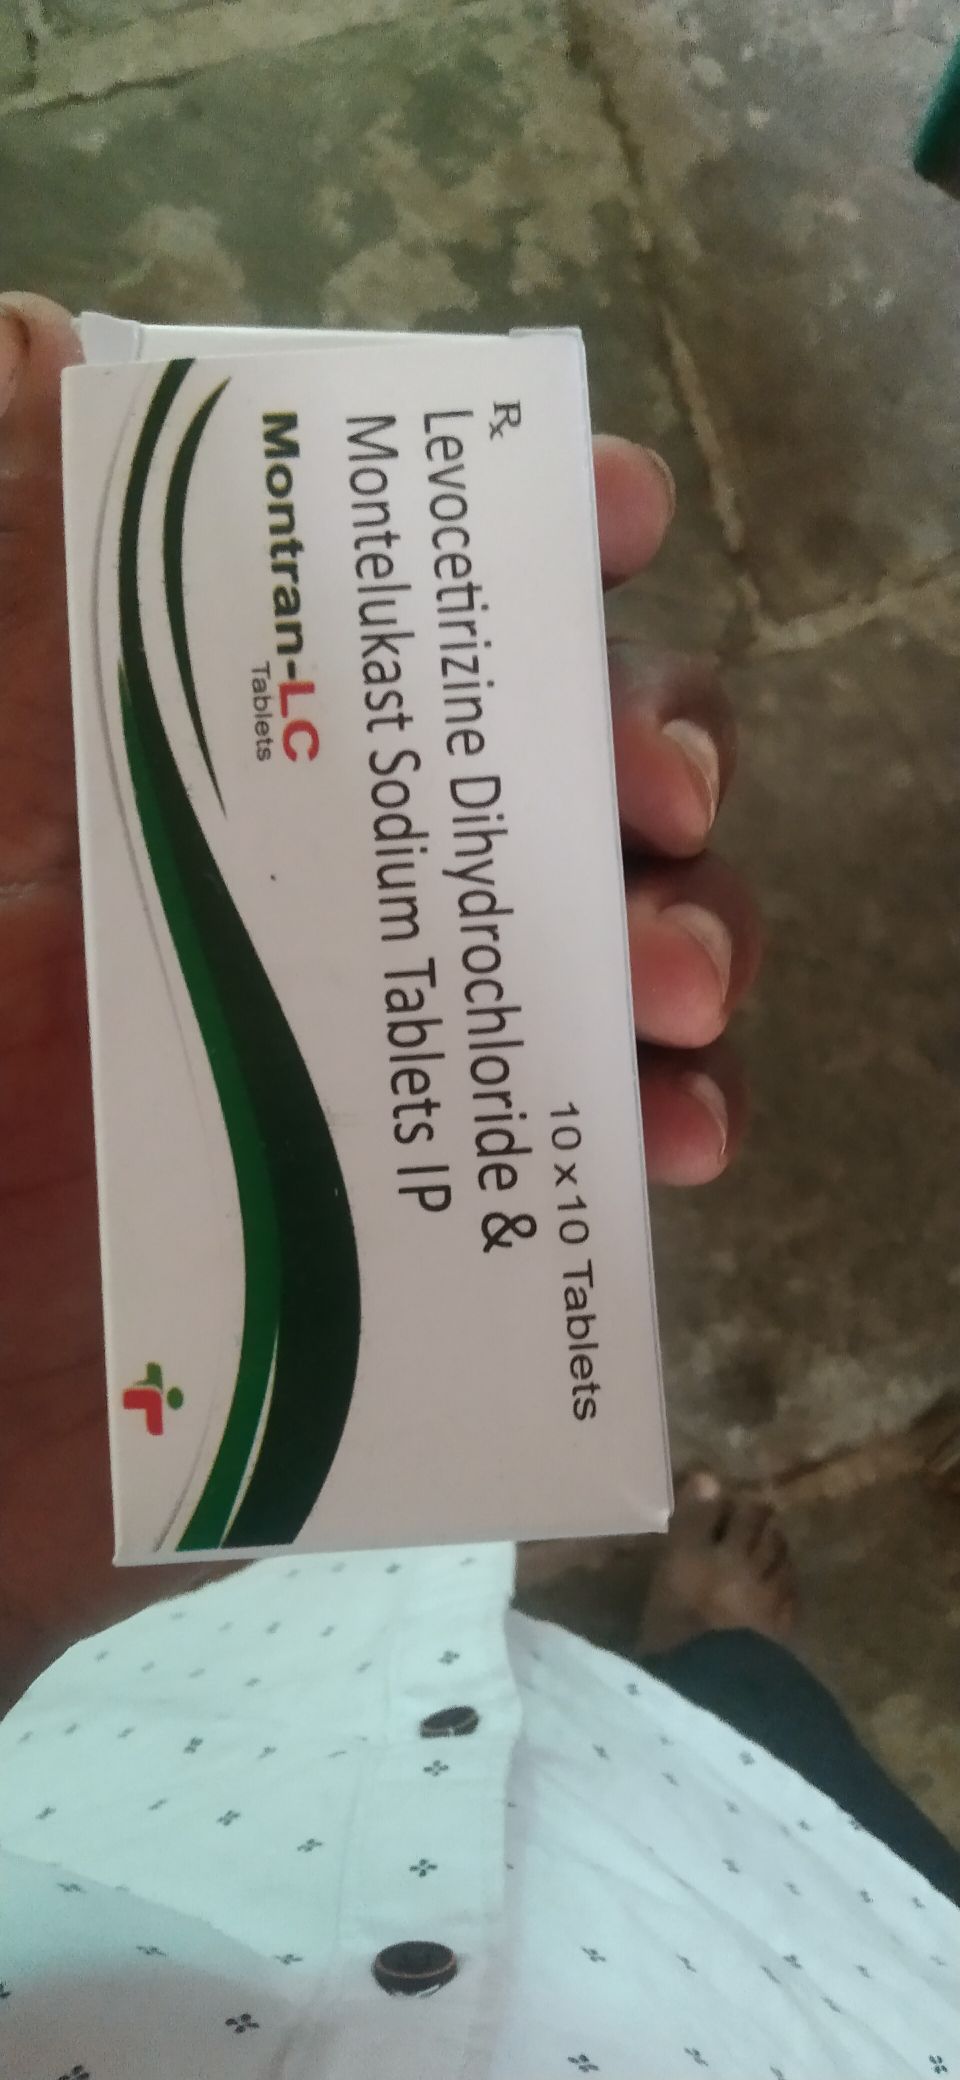 Rx
10 x 10 Tablets
Levocetirizine Dihydrochloride &
Montelukast Sodium Tablets IP
Montran-LC
Tablets